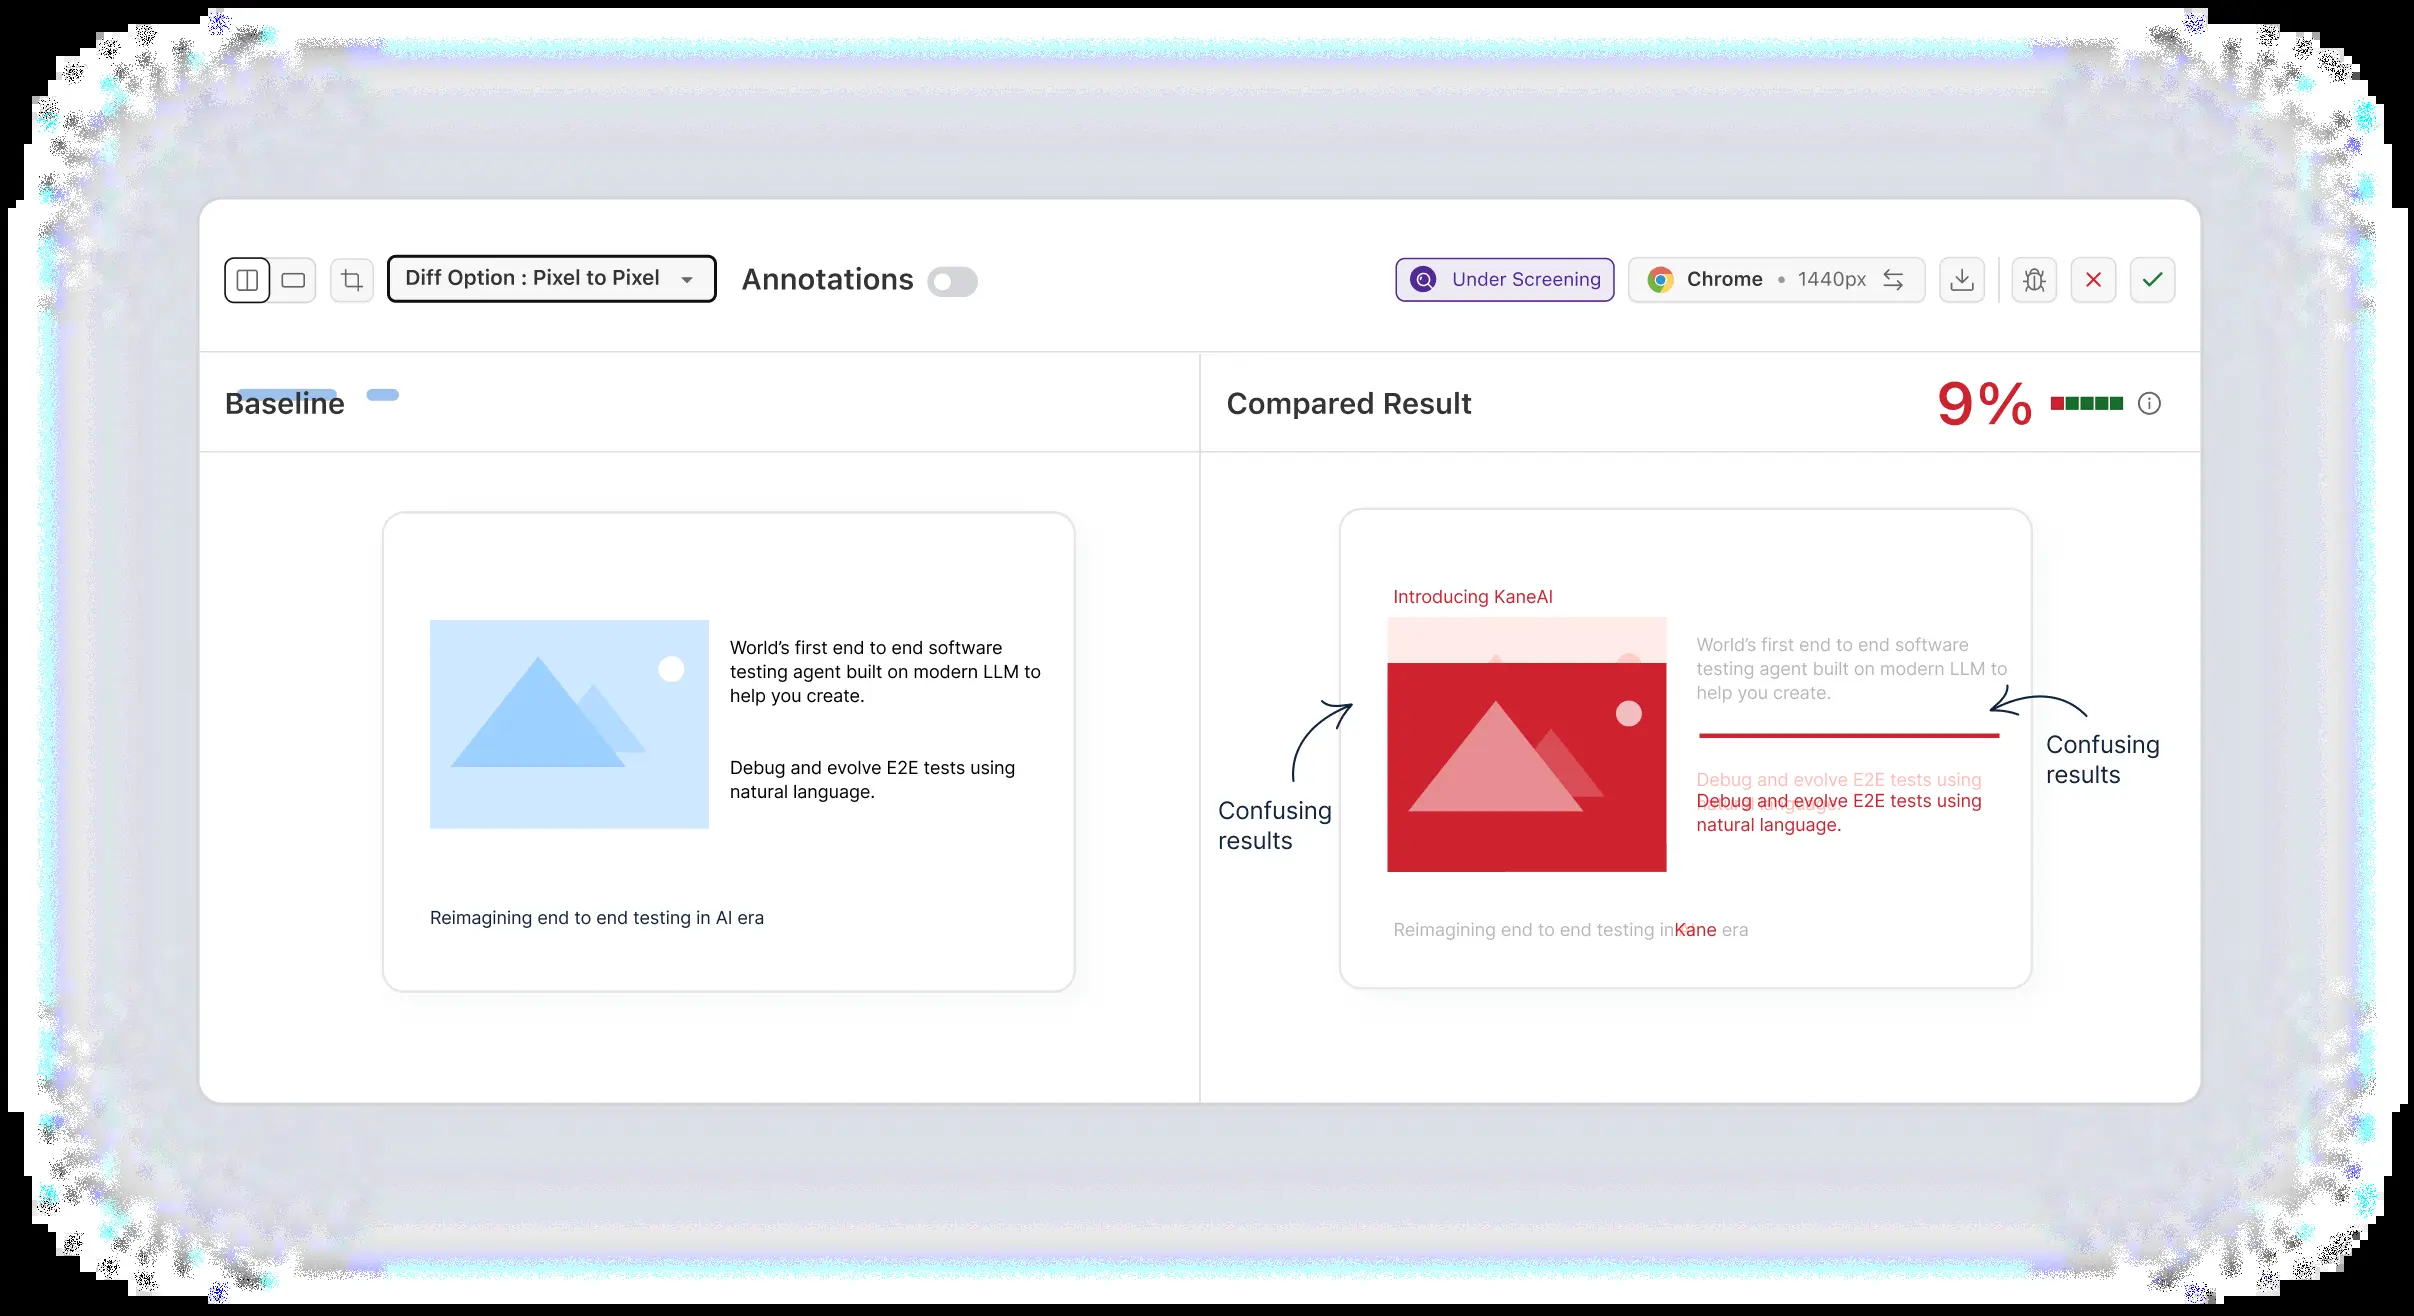 Diff Option : Pixel to Pixel
Annotations
Under Screening
Chrome • 1440px
Baseline
Compared Result
9%
World’s first end to end software
testing agent built on modern LLM to
help you create.
Debug and evolve E2E tests using
natural language.
Reimagining end to end testing in AI era
Introducing KaneAI
World’s first end to end software
testing agent built on modern LLM to
help you create.
Debug and evolve E2E tests using
natural language.
Debug and evolve E2E tests using
natural language.
Reimagining end to end testing in Kane era
Confusing
results
Confusing
results